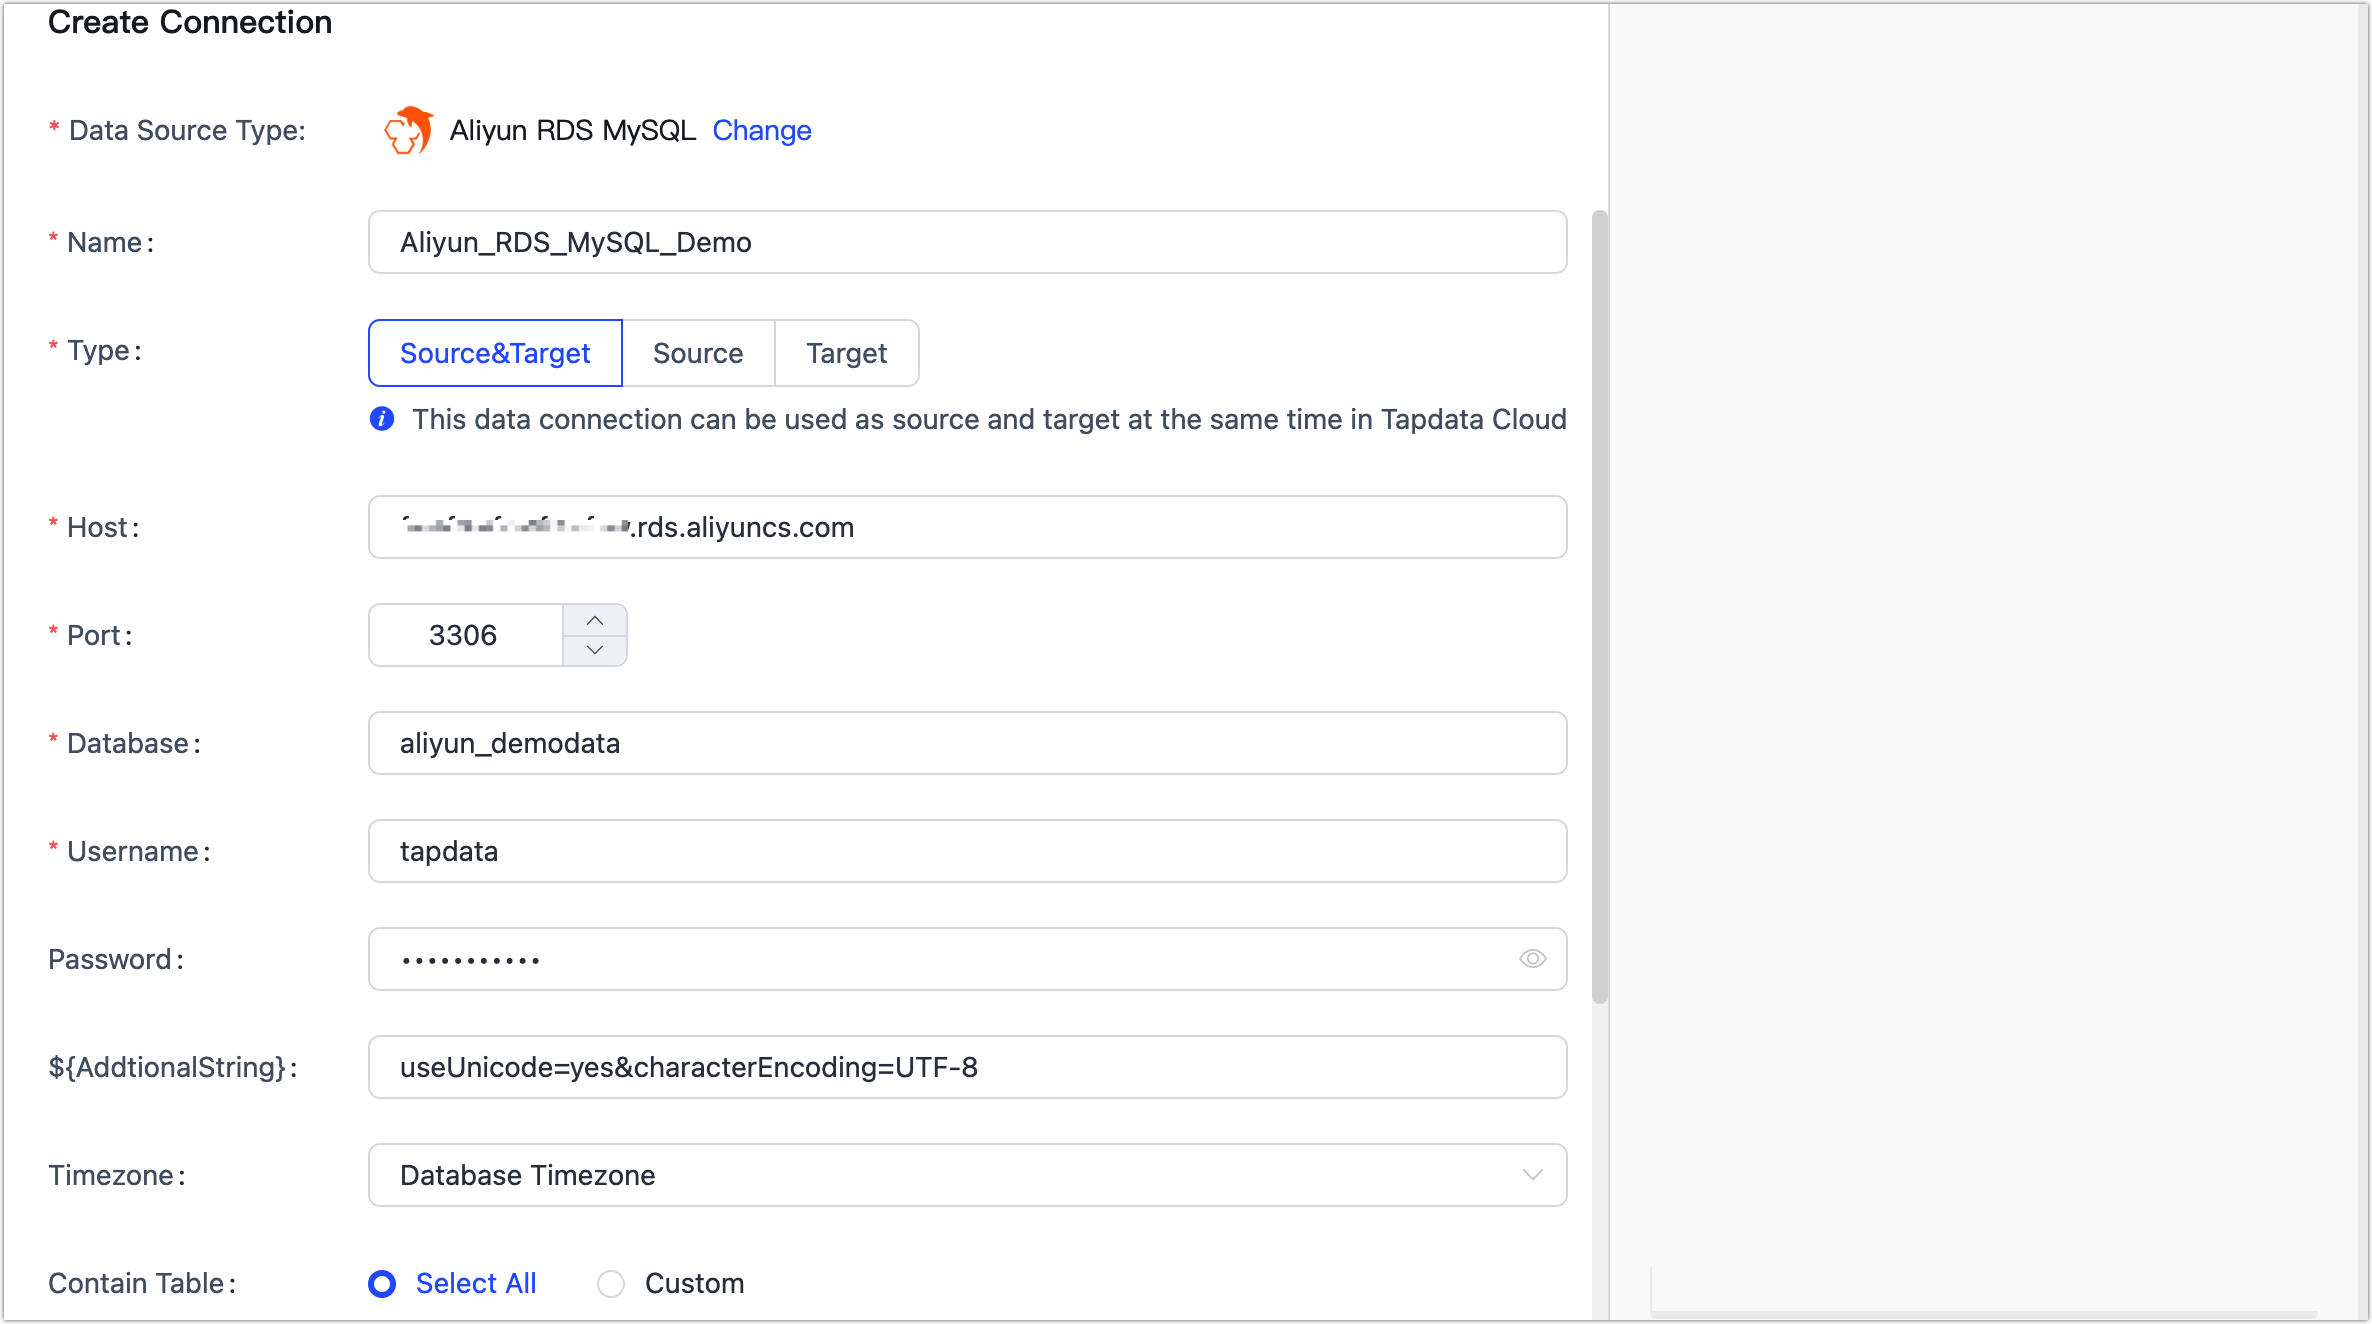 Create Connection
* Data Source Type: Aliyun RDS MySQL Change
* Name: Aliyun_RDS_MySQL_Demo
* Type: Source&Target Source Target
This data connection can be used as source and target at the same time in Tapdata Cloud
* Host: .rds.aliyuncs.com
* Port: 3306
* Database: aliyun_demodata
* Username: tapdata
Password: •••••••••••
${AddtionalString}: useUnicode=yes&characterEncoding=UTF-8
Timezone: Database Timezone
Contain Table: Select All Custom